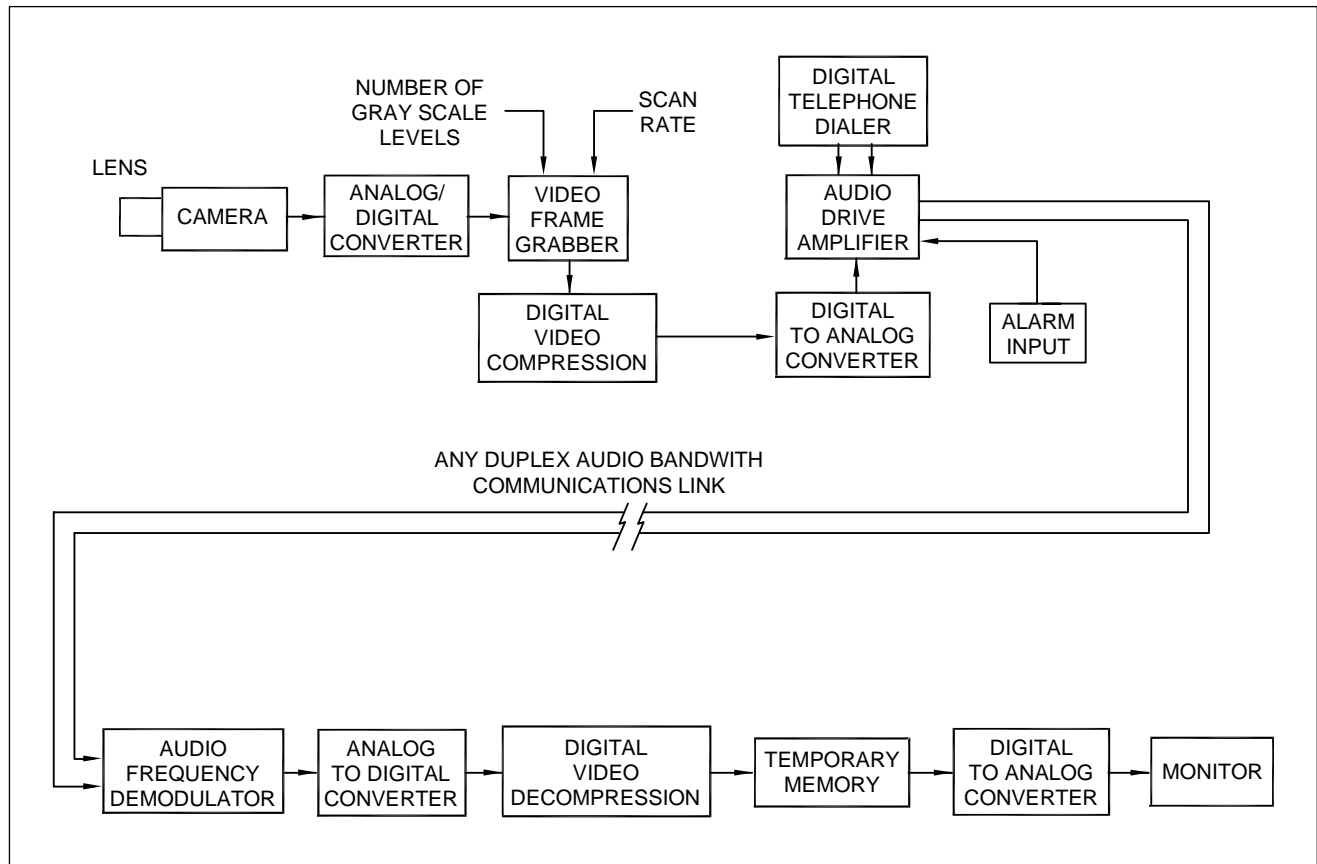 NUMBER OF
GRAY SCALE
LEVELS
SCAN
RATE
DIGITAL
TELEPHONE
DIALER
LENS
CAMERA
ANALOG/
DIGITAL
CONVERTER
VIDEO
FRAME
GRABBER
AUDIO
DRIVE
AMPLIFIER
DIGITAL
VIDEO
COMPRESSION
DIGITAL
TO ANALOG
CONVERTER
ALARM
INPUT
ANY DUPLEX AUDIO BANDWITH
COMMUNICATIONS LINK
AUDIO
FREQUENCY
DEMODULATOR
ANALOG
TO DIGITAL
CONVERTER
DIGITAL
VIDEO
DECOMPRESSION
TEMPORARY
MEMORY
DIGITAL
TO ANALOG
CONVERTER
MONITOR